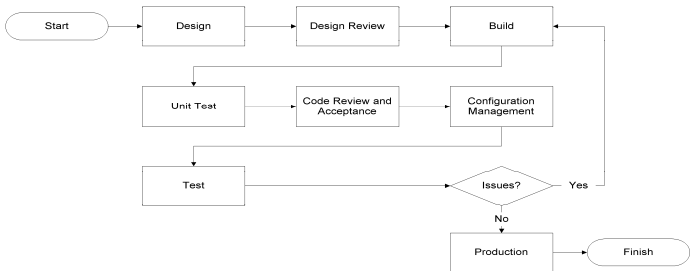 Start
Design
Design Review
Build
Unit Test
Code Review and
Acceptance
Configuration
Management
Test
Issues?
Yes
No
Production
Finish